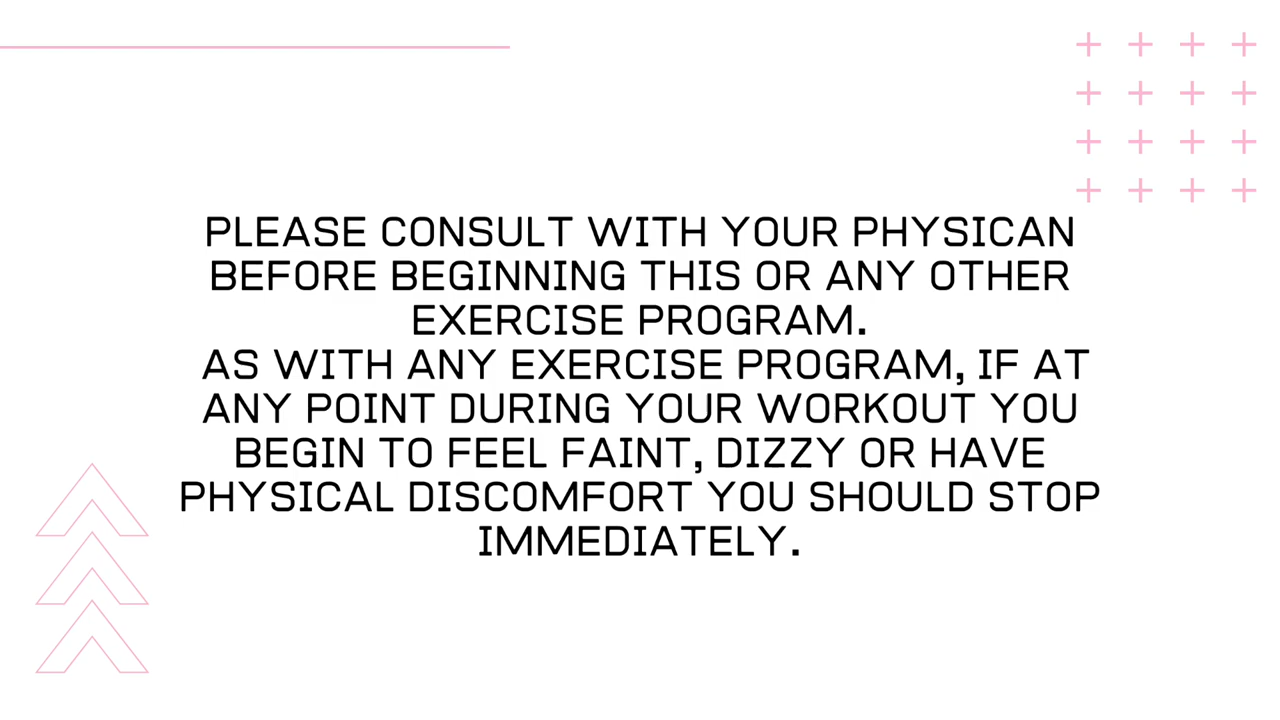 PLEASE CONSULT WITH YOUR PHYSICAN
BEFORE BEGINNING THIS OR ANY OTHER
EXERCISE PROGRAM.
AS WITH ANY EXERCISE PROGRAM, IF AT
ANY POINT DURING YOUR WORKOUT YOU
BEGIN TO FEEL FAINT, DIZZY OR HAVE
PHYSICAL DISCOMFORT YOU SHOULD STOP
IMMEDIATELY.